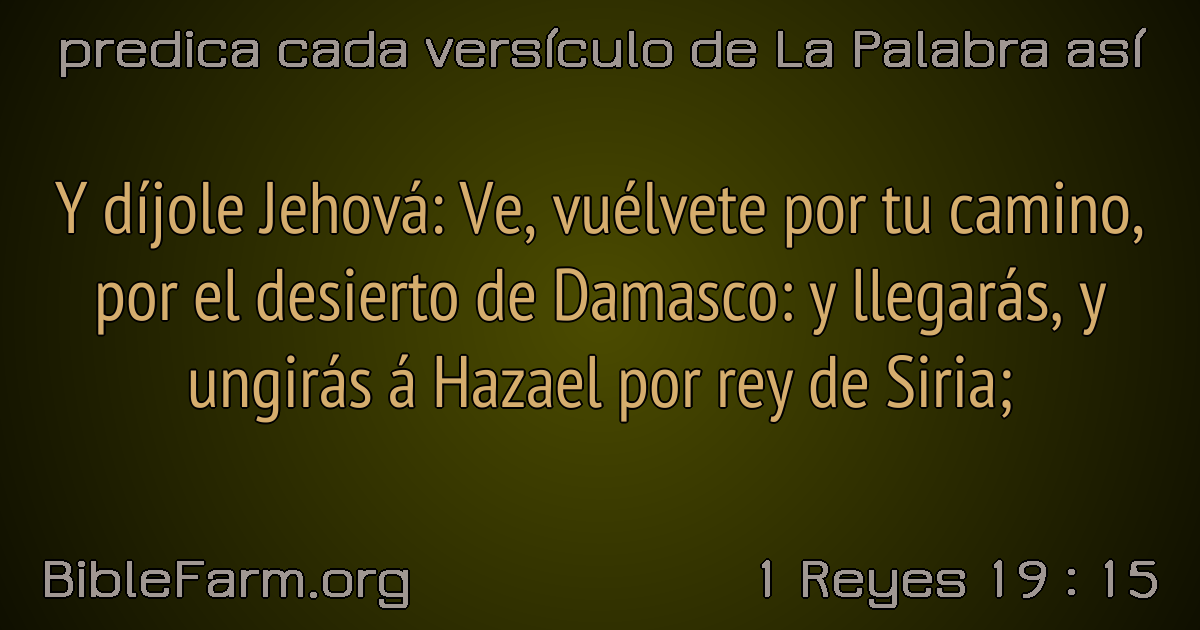 predica cada versículo de La Palabra así
Y díjole Jehová: Ve, vuélvete por tu camino,
por el desierto de Damasco: y llegarás, y
ungirás á Hazael por rey de Siria;
BibleFarm.org
1 Reyes 19 : 15